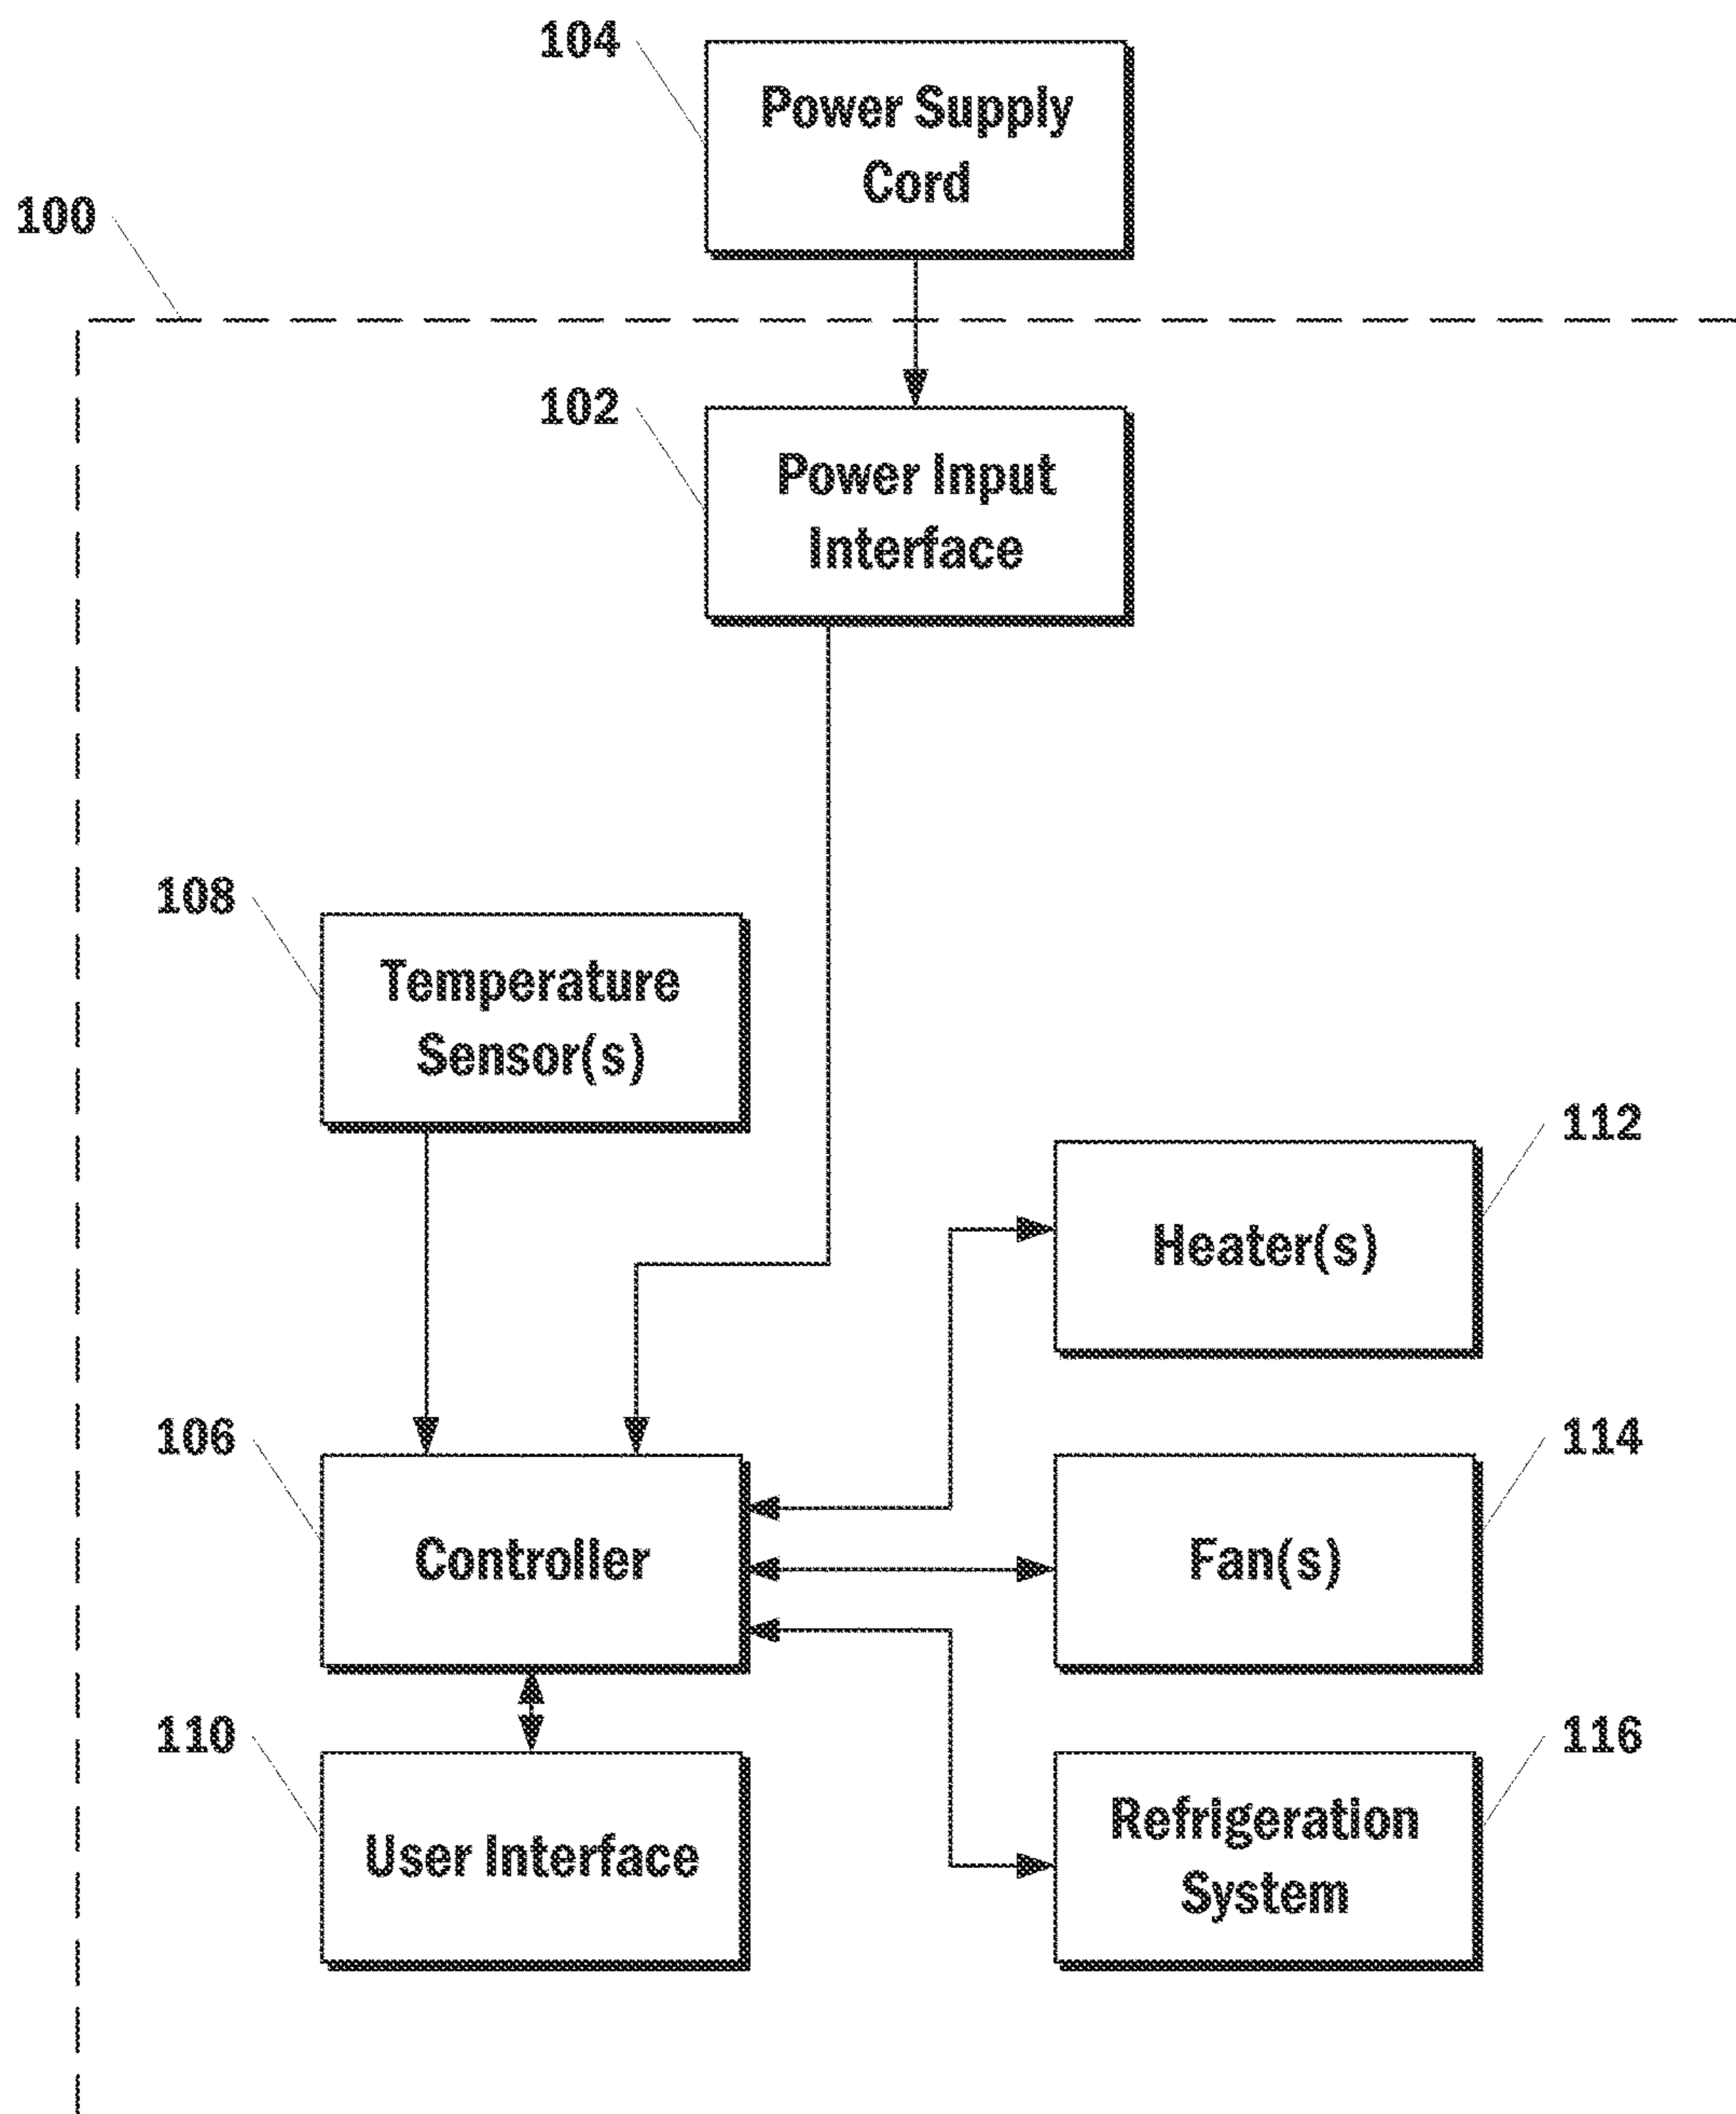 104
Power Supply
Cord
100
102
Power Input
Interface
108
Temperature
Sensor(s)
112
Heater(s)
106
Controller
114
Fan(s)
110
User Interface
116
Refrigeration
System